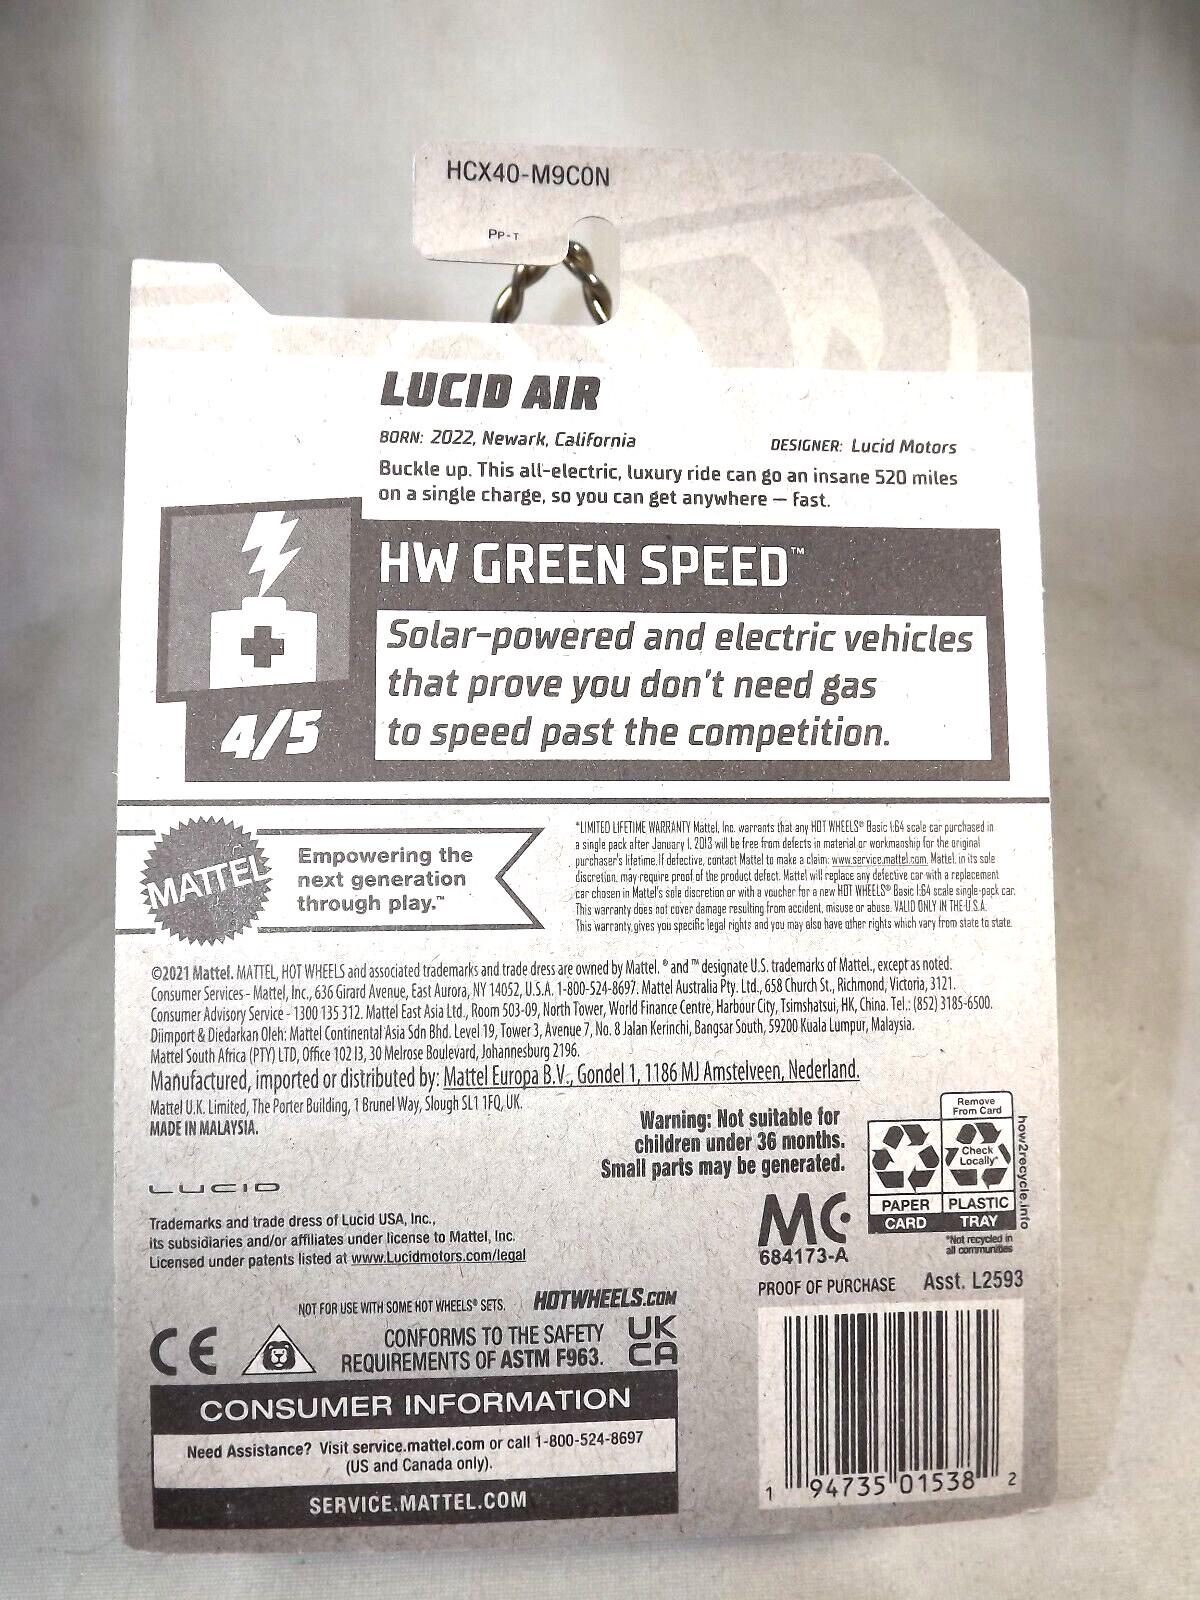 HCX40-M9C0N
PP-T
LUCID AIR
BORN: 2022, Newark, California
DESIGNER: Lucid Motors
Buckle up. This all-electric, luxury ride can go an insane 520 miles
on a single charge, so you can get anywhere — fast.
HW GREEN SPEED™
Solar-powered and electric vehicles
that prove you don't need gas
to speed past the competition.
4/5
MATTEL
Empowering the
next generation
through play.™
*LIMITED LIFETIME WARRANTY Mattel, Inc. warrants that any HOT WHEELS® Basic 1:64 scale car purchased in
a single pack after January 1, 2013 will be free from defects in material or workmanship for the original
purchaser's lifetime. If defective, contact Mattel to make a claim: www.service.mattel.com. Mattel, in its sole
discretion, may require proof of the product defect. Mattel will replace any defective car with a replacement
car chosen in Mattel's sole discretion or with a voucher for a new HOT WHEELS® Basic 1:64 scale single-pack car.
This warranty does not cover damage resulting from accident, misuse or abuse. VALID ONLY IN THE U.S.A.
This warranty gives you specific legal rights and you may also have other rights which vary from state to state.
©2021 Mattel. MATTEL, HOT WHEELS and associated trademarks and trade dress are owned by Mattel. ® and ™ designate U.S. trademarks of Mattel, except as noted.
Consumer Services - Mattel, Inc., 636 Girard Avenue, East Aurora, NY 14052, U.S.A. 1-800-524-8697. Mattel Australia Pty. Ltd., 658 Church St., Richmond, Victoria, 3121.
Consumer Advisory Service - 1300 135 312. Mattel East Asia Ltd., Room 503-09, North Tower, World Finance Centre, Harbour City, Tsimshatsui, HK, China. Tel.: (852) 3185-6500.
Diimport & Diedarkan Oleh: Mattel Continental Asia Sdn Bhd. Level 19, Tower 3, Avenue 7, No. 8 Jalan Kerinchi, Bangsar South, 59200 Kuala Lumpur, Malaysia.
Mattel South Africa (PTY) LTD, Office 102 I3, 30 Melrose Boulevard, Johannesburg 2196.
Manufactured, imported or distributed by: Mattel Europa B.V., Gondel 1, 1186 MJ Amstelveen, Nederland.
Mattel U.K. Limited, The Porter Building, 1 Brunel Way, Slough SL1 1FQ, UK.
MADE IN MALAYSIA.
Warning: Not suitable for
children under 36 months.
Small parts may be generated.
Remove
From Card
Check
Locally*
PAPER
CARD
PLASTIC
TRAY
*Not recycled in
all communities
how2recycle.info
LUCID
Trademarks and trade dress of Lucid USA, Inc.,
its subsidiaries and/or affiliates under license to Mattel, Inc.
Licensed under patents listed at www.Lucidmotors.com/legal
MC
684173-A
PROOF OF PURCHASE
Asst. L2593
NOT FOR USE WITH SOME HOT WHEELS® SETS.
HOTWHEELS.COM
CE
CONFORMS TO THE SAFETY
REQUIREMENTS OF ASTM F963.
UK
CA
CONSUMER INFORMATION
Need Assistance? Visit service.mattel.com or call 1-800-524-8697
(US and Canada only).
SERVICE.MATTEL.COM
1 94735 01538 2